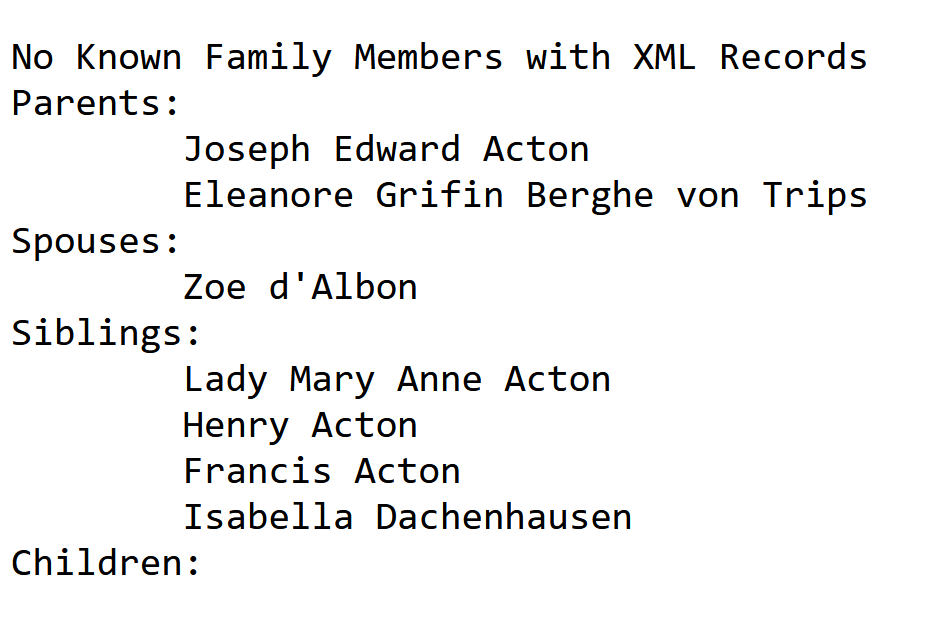 No Known Family Members with XML Records
Parents:
Joseph Edward Acton
Eleanore Grifin Berghe von Trips
Spouses:
Zoe d'Albon
Siblings:
Lady Mary Anne Acton
Henry Acton
Francis Acton
Isabella Dachenhausen
Children: